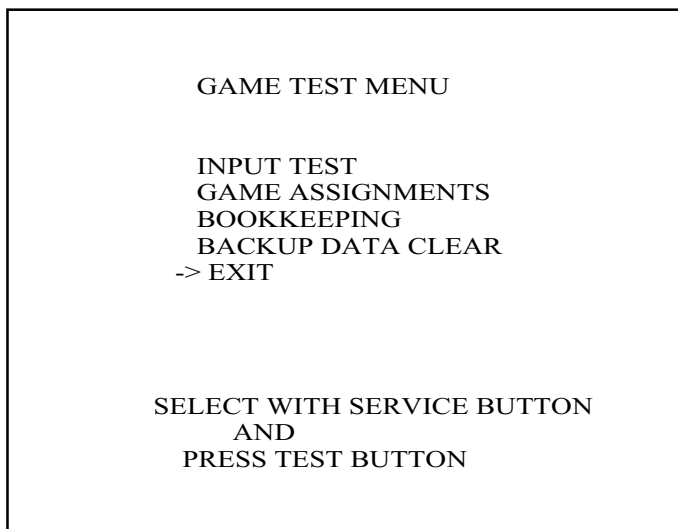 GAME TEST MENU
INPUT TEST
GAME ASSIGNMENTS
BOOKKEEPING
BACKUP DATA CLEAR
-> EXIT
SELECT WITH SERVICE BUTTON
AND
PRESS TEST BUTTON